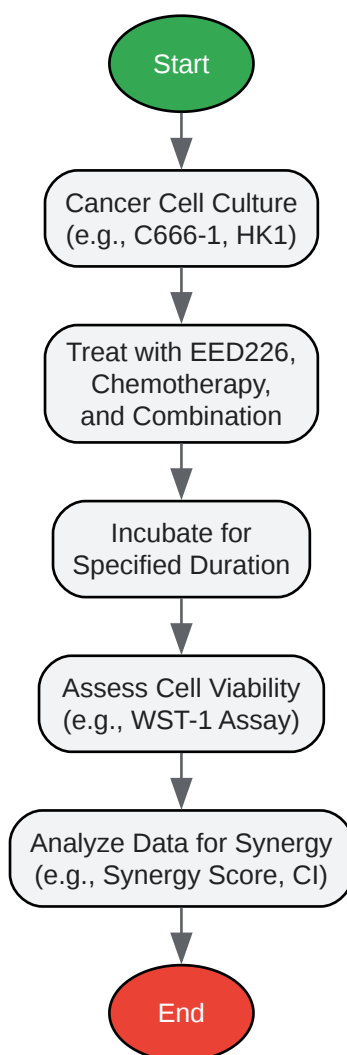 Start
Cancer Cell Culture
(e.g., C666-1, HK1)
Treat with EED226,
Chemotherapy,
and Combination
Incubate for
Specified Duration
Assess Cell Viability
(e.g., WST-1 Assay)
Analyze Data for Synergy
(e.g., Synergy Score, CI)
End